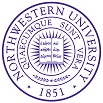 NORTHWESTERN UNIVERSITY
QUAECUMQUE SUNT VERA
1851